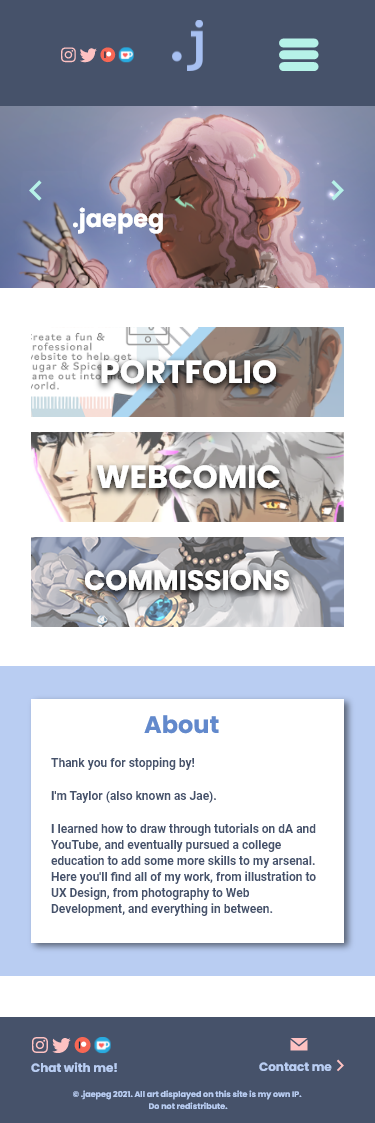 .j
.jaepeg
Create a fun &
rofessional
vebsite to help get
ugar & Spice
ame out into
vorld.
PORTFOLIO
WEBCOMIC
COMMISSIONS
About
Thank you for stopping by!
I'm Taylor (also known as Jae).
I learned how to draw through tutorials on dA and
YouTube, and eventually pursued a college
education to add some more skills to my arsenal.
Here you'll find all of my work, from illustration to
UX Design, from photography to Web
Development, and everything in between.
Chat with me!
Contact me
© .jaepeg 2021. All art displayed on this site is my own IP.
Do not redistribute.